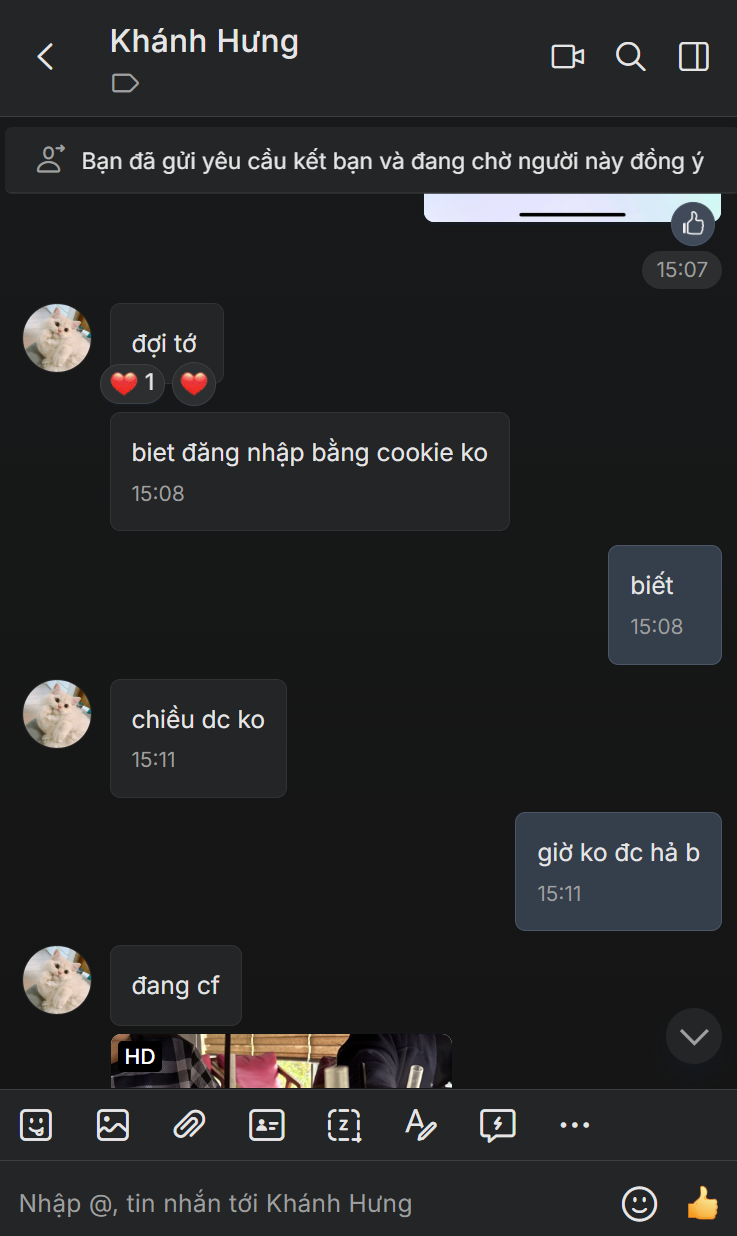 Khánh Hưng
Bạn đã gửi yêu cầu kết bạn và đang chờ người này đồng ý
15:07
đợi tớ
1
biet đăng nhập bằng cookie ko
15:08
biết
15:08
chiều dc ko
15:11
giờ ko đc hả b
15:11
đang cf
HD
Nhập @, tin nhắn tới Khánh Hưng